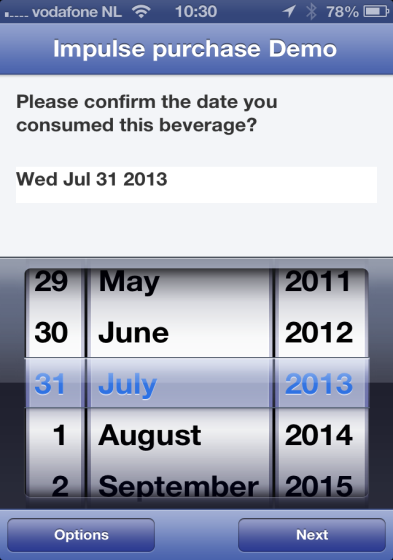 vodafone NL 10:30 78%
Impulse purchase Demo
Please confirm the date you
consumed this beverage?
Wed Jul 31 2013
29 May 2011
30 June 2012
31 July 2013
1 August 2014
2 September 2015
Options Next